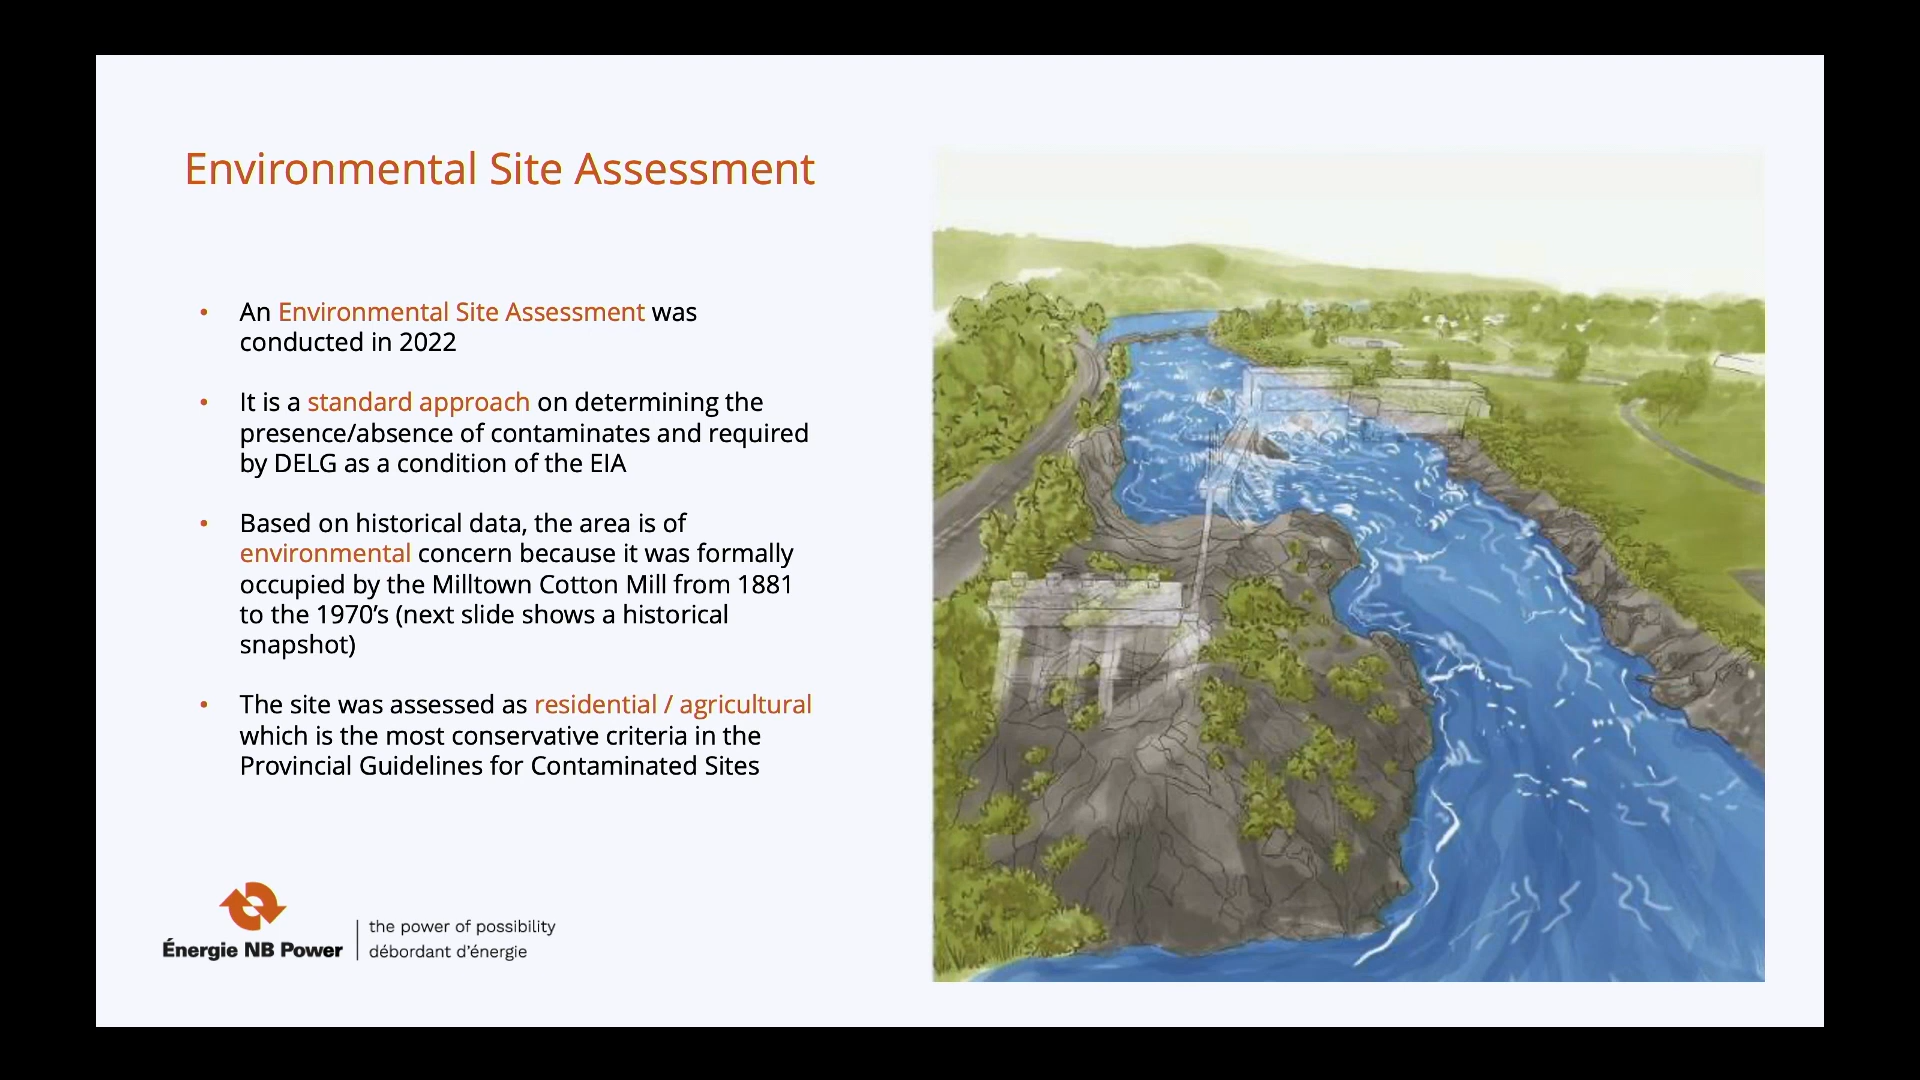 Environmental Site Assessment
• An Environmental Site Assessment was
conducted in 2022
• It is a standard approach on determining the
presence/absence of contaminates and required
by DELG as a condition of the EIA
• Based on historical data, the area is of
environmental concern because it was formally
occupied by the Milltown Cotton Mill from 1881
to the 1970’s (next slide shows a historical
snapshot)
• The site was assessed as residential / agricultural
which is the most conservative criteria in the
Provincial Guidelines for Contaminated Sites
Énergie NB Power
the power of possibility
débordant d’énergie